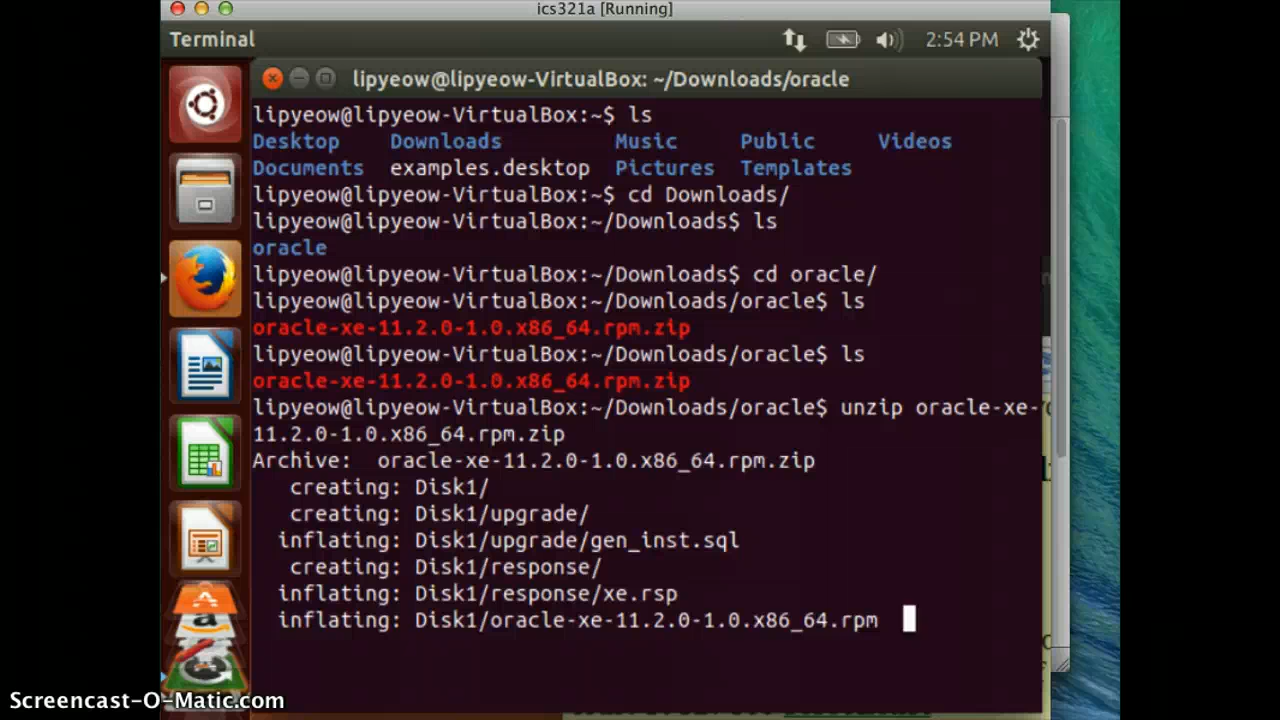 ics321a [Running]
Terminal
2:54 PM
lipyeow@lipyeow-VirtualBox: ~/Downloads/oracle
lipyeow@lipyeow-VirtualBox:~$ ls
Desktop Downloads Music Public Videos
Documents examples.desktop Pictures Templates
lipyeow@lipyeow-VirtualBox:~$ cd Downloads/
lipyeow@lipyeow-VirtualBox:~/Downloads$ ls
oracle
lipyeow@lipyeow-VirtualBox:~/Downloads$ cd oracle/
lipyeow@lipyeow-VirtualBox:~/Downloads/oracle$ ls
oracle-xe-11.2.0-1.0.x86_64.rpm.zip
lipyeow@lipyeow-VirtualBox:~/Downloads/oracle$ ls
oracle-xe-11.2.0-1.0.x86_64.rpm.zip
lipyeow@lipyeow-VirtualBox:~/Downloads/oracle$ unzip oracle-xe-
11.2.0-1.0.x86_64.rpm.zip
Archive: oracle-xe-11.2.0-1.0.x86_64.rpm.zip
creating: Disk1/
creating: Disk1/upgrade/
inflating: Disk1/upgrade/gen_inst.sql
creating: Disk1/response/
inflating: Disk1/response/xe.rsp
inflating: Disk1/oracle-xe-11.2.0-1.0.x86_64.rpm
Screencast-O-Matic.com